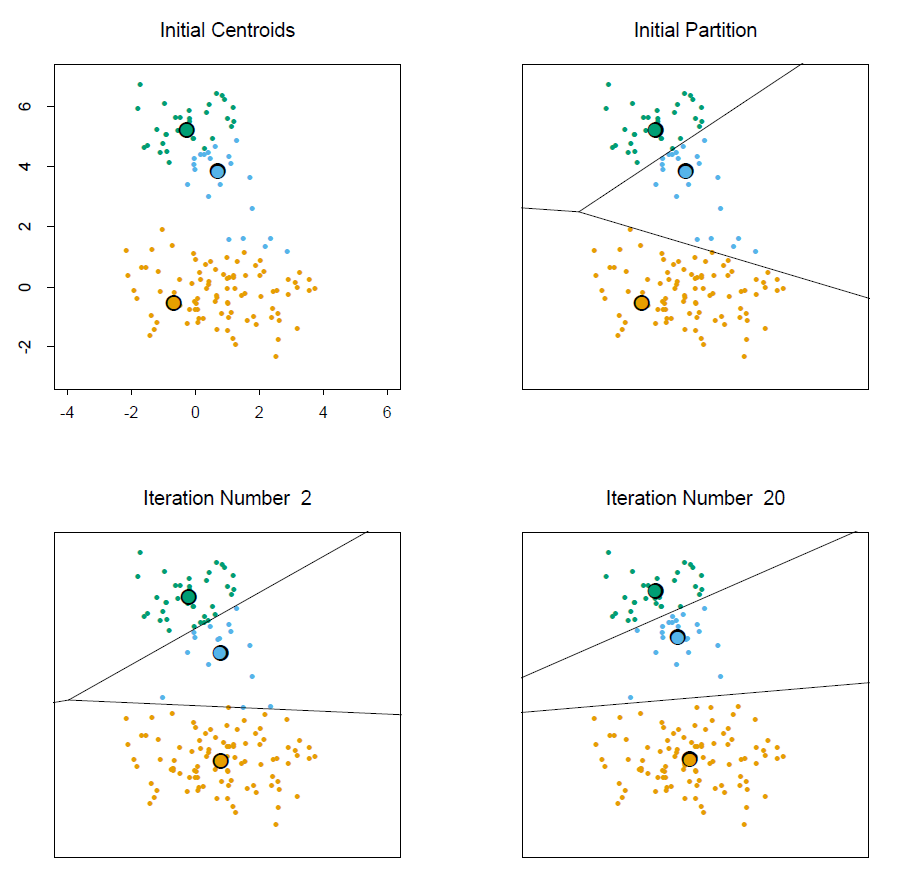 Initial Centroids
Initial Partition
6
4
2
0
-2
-4 -2 0 2 4 6
Iteration Number 2
Iteration Number 20